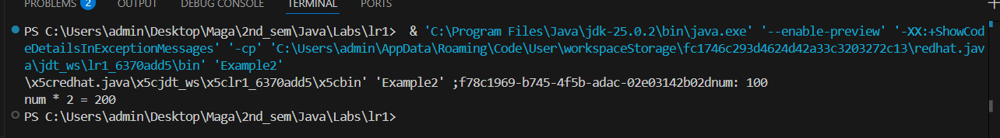 PROBLEMS 2 OUTPUT DEBUG CONSOLE TERMINAL PORTS
PS C:\Users\admin\Desktop\Maga\2nd_sem\Java\Labs\lr1>  & 'C:\Program Files\Java\jdk-25.0.2\bin\java.exe' '--enable-preview' '-XX:+ShowCod
eDetailsInExceptionMessages' '-cp' 'C:\Users\admin\AppData\Roaming\Code\User\workspaceStorage\fc1746c293d4624d42a33c3203272c13\redhat.jav
a\jdt_ws\lr1_6370add5\bin' 'Example2'
\x5credhat.java\x5cjdt_ws\x5clr1_6370add5\x5cbin' 'Example2' ;f78c1969-b745-4f5b-adac-02e03142b02dnum: 100
num * 2 = 200
PS C:\Users\admin\Desktop\Maga\2nd_sem\Java\Labs\lr1>